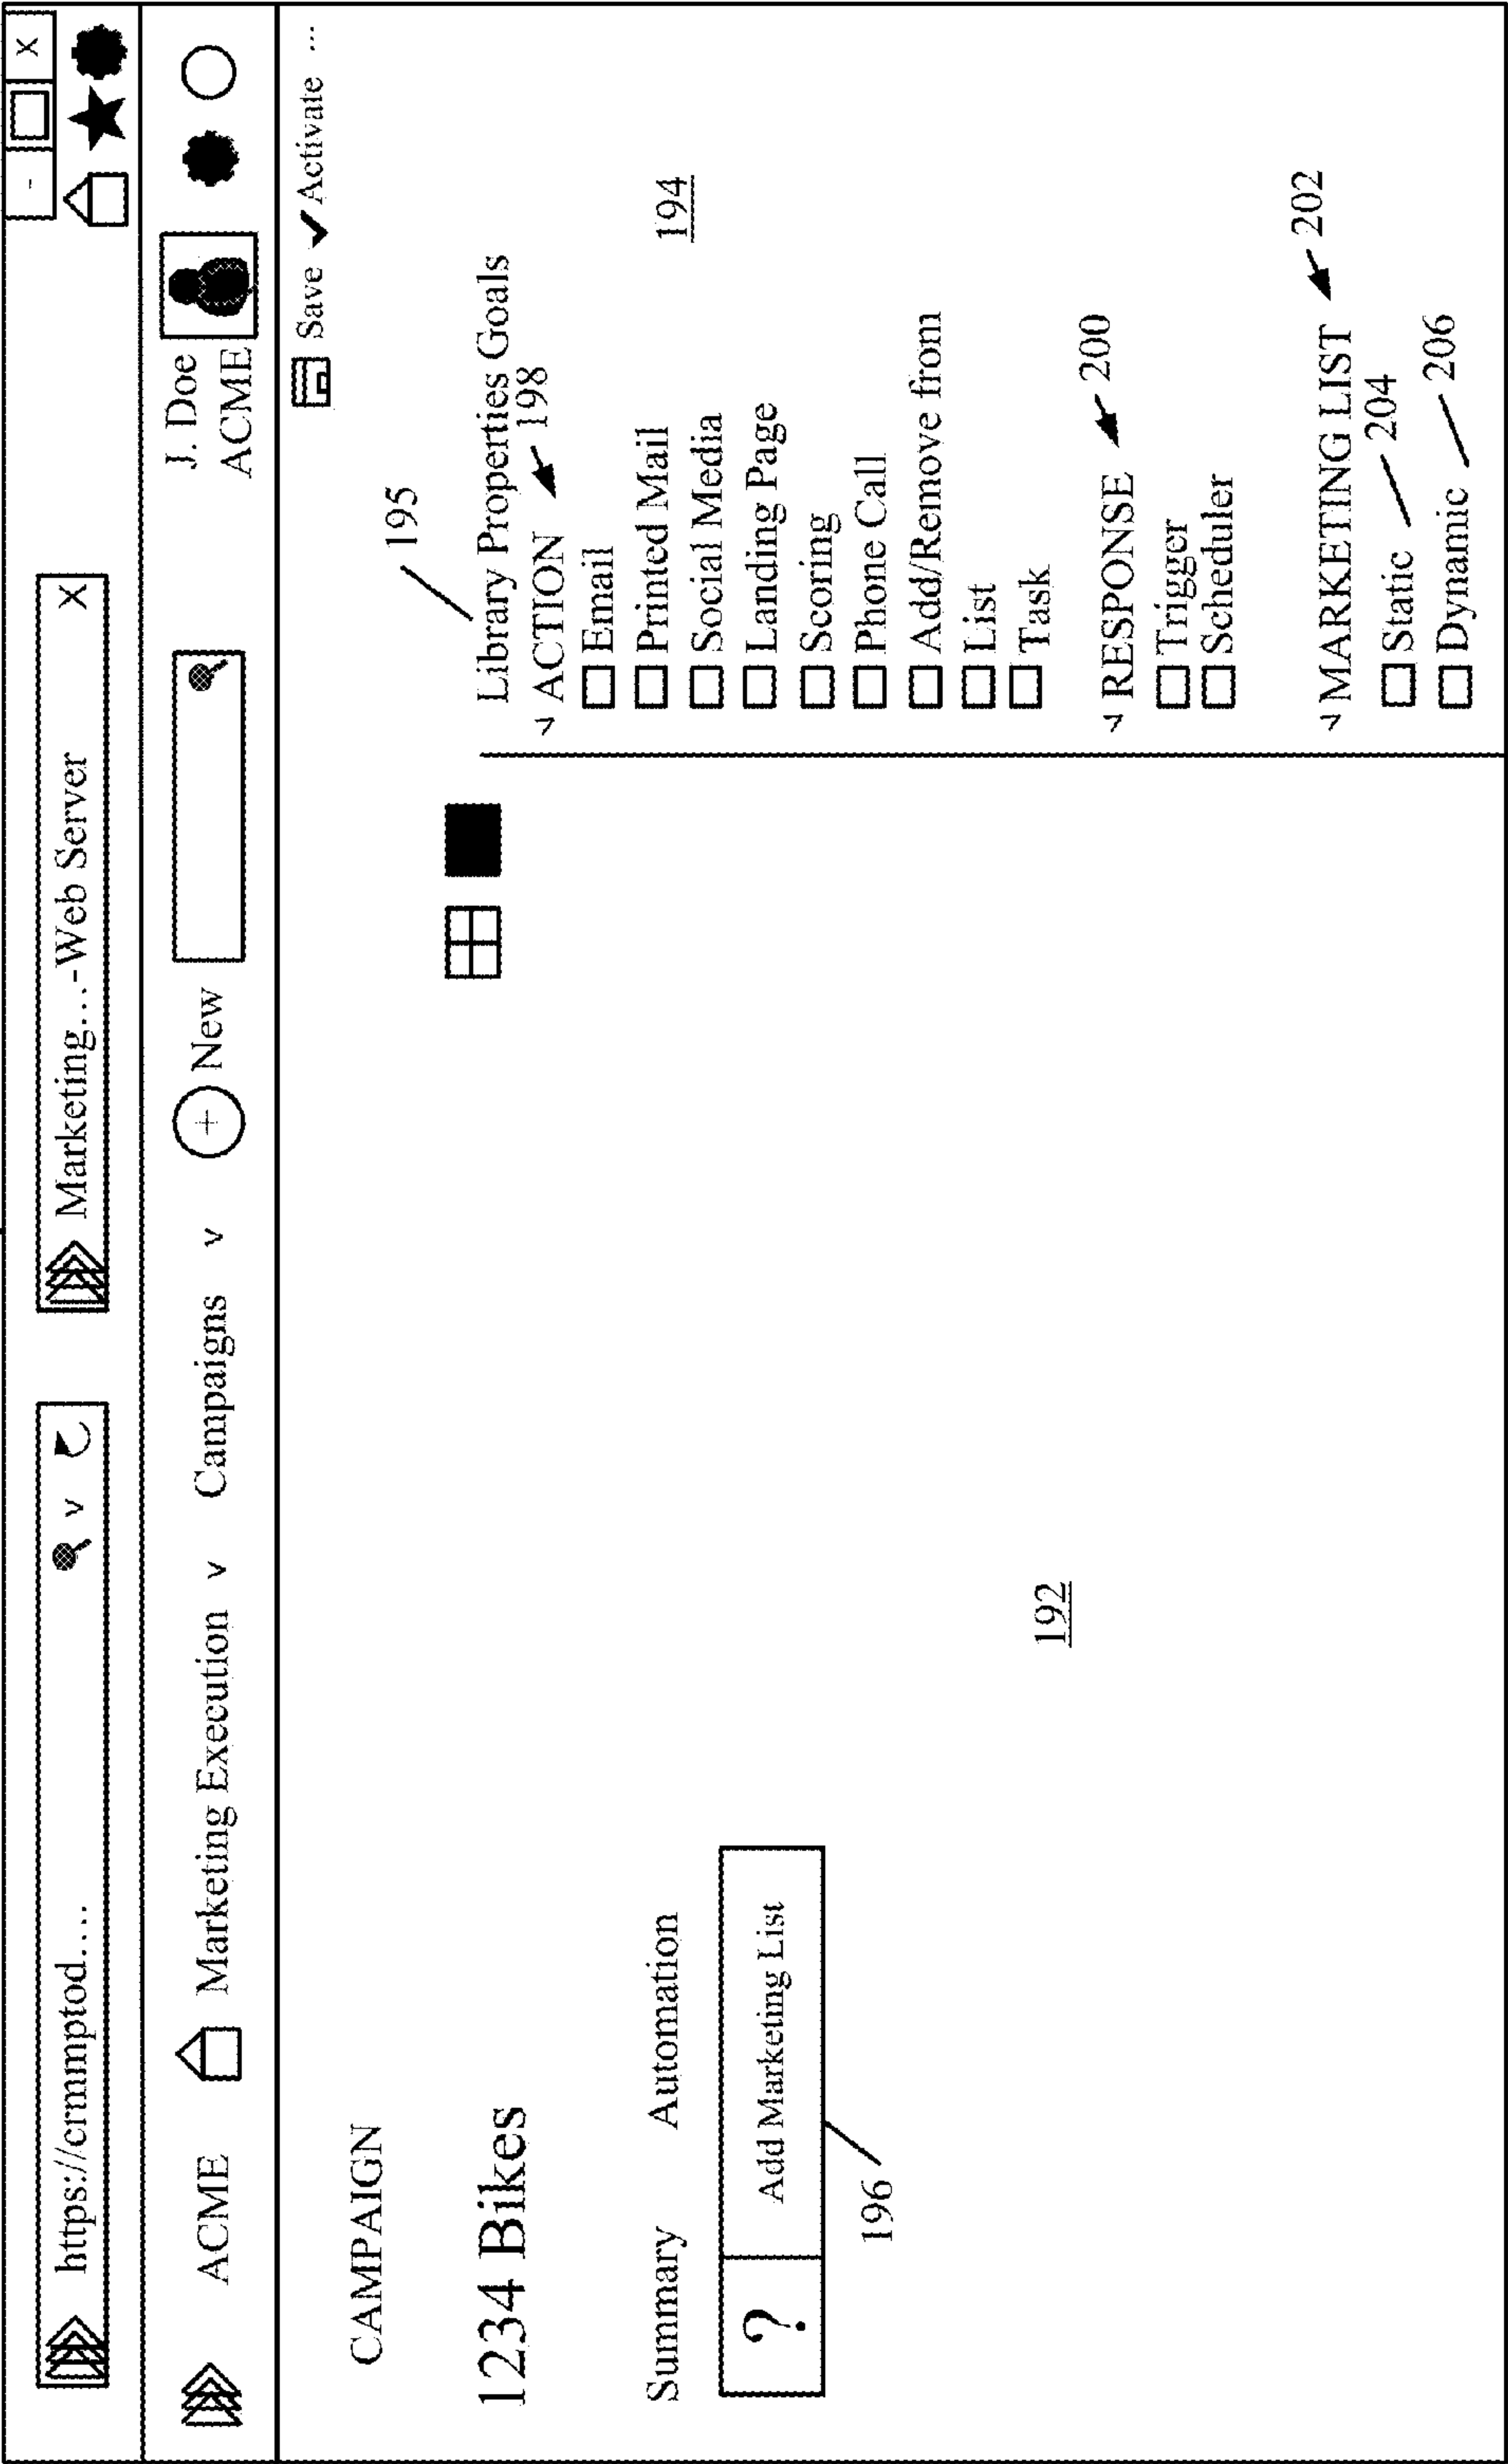 - X
https://crmmptod.... v Marketing...-Web Server X
ACME Marketing Execution v Campaigns v + New J. Doe
ACME
Save Activate ...
CAMPAIGN
195
1234 Bikes
Library Properties Goals
ACTION 198
Email
Printed Mail
Social Media
Landing Page
Scoring
Phone Call
Add/Remove from
List
Task
194
Summary Automation
? Add Marketing List
196
192
RESPONSE 200
Trigger
Scheduler
MARKETING LIST 202
Static 204
Dynamic 206